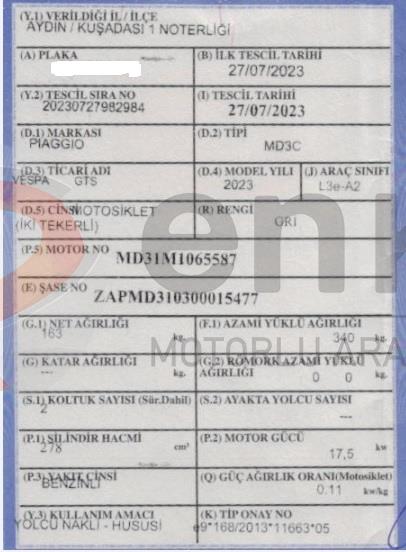 (Y.1) VERİLDİĞİ İL / İLÇE
AYDIN / KUŞADASI 1 NOTERLİĞİ
(A) PLAKA
(B) İLK TESCİL TARİHİ
27/07/2023
(Y.2) TESCİL SIRA NO
20230727982984
(I) TESCİL TARİHİ
27/07/2023
(D.1) MARKASI
PIAGGIO
(D.2) TİPİ
MD3C
(D.3) TİCARİ ADI
VESPA GTS
(D.4) MODEL YILI
2023
(J) ARAÇ SINIFI
L3e-A2
(D.5) CİNSİ MOTOSİKLET
(İKİ TEKERLİ)
(R) RENGİ
GRİ
(P.5) MOTOR NO
MD31M1065587
(E) ŞASE NO
ZAPMD310300015477
(G.1) NET AĞIRLIĞI
163 kg.
(F.1) AZAMİ YÜKLÜ AĞIRLIĞI
340 kg.
MOTORLU ARA
(G) KATAR AĞIRLIĞI
--- kg.
(G.2) RÖMORK AZAMİ YÜKLÜ
AĞIRLIĞI 0 0 kg.
(S.1) KOLTUK SAYISI (Sür.Dahil)
2
(S.2) AYAKTA YOLCU SAYISI
---
(P.1) SİLİNDİR HACMİ
278 cm³
(P.2) MOTOR GÜCÜ
17,5 kw
(P.3) YAKIT CİNSİ
BENZİNLİ
(Q) GÜÇ AĞIRLIK ORANI(Motosiklet)
0.11 kw/kg
(Y.3) KULLANIM AMACI
YOLCU NAKLİ - HUSUSİ
(K) TİP ONAY NO
e9*168/2013*11663*05